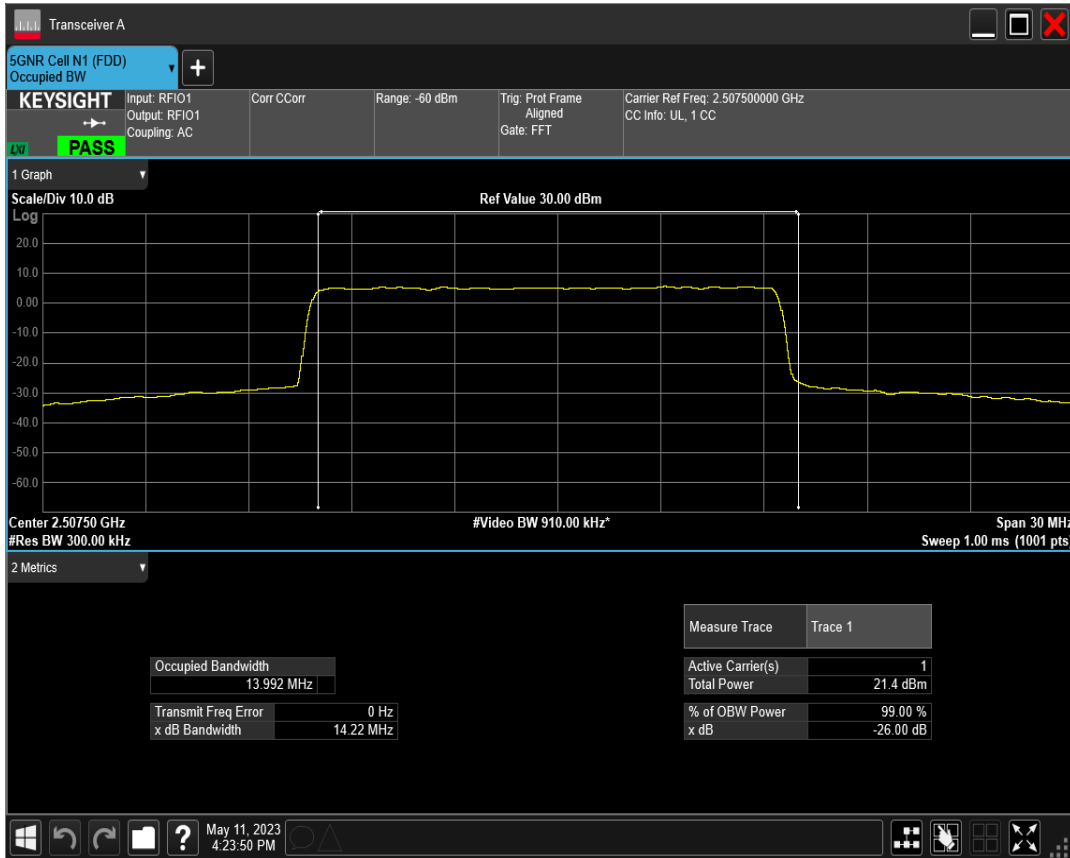 Transceiver A
5GNR Cell N1 (FDD)
Occupied BW
+
KEYSIGHT
LXI
PASS
Input: RFIO1
Output: RFIO1
Coupling: AC
Corr CCorr
Range: -60 dBm
Trig: Prot Frame
Aligned
Gate: FFT
Carrier Ref Freq: 2.507500000 GHz
CC Info: UL, 1 CC
1 Graph
Scale/Div 10.0 dB
Ref Value 30.00 dBm
Log
20.0
10.0
0.00
-10.0
-20.0
-30.0
-40.0
-50.0
-60.0
Center 2.50750 GHz
#Video BW 910.00 kHz*
Span 30 MHz
#Res BW 300.00 kHz
Sweep 1.00 ms (1001 pts)
2 Metrics
Measure Trace Trace 1
Occupied Bandwidth
13.992 MHz
Active Carrier(s) 1
Total Power 21.4 dBm
Transmit Freq Error 0 Hz
x dB Bandwidth 14.22 MHz
% of OBW Power 99.00 %
x dB -26.00 dB
?
May 11, 2023
4:23:50 PM